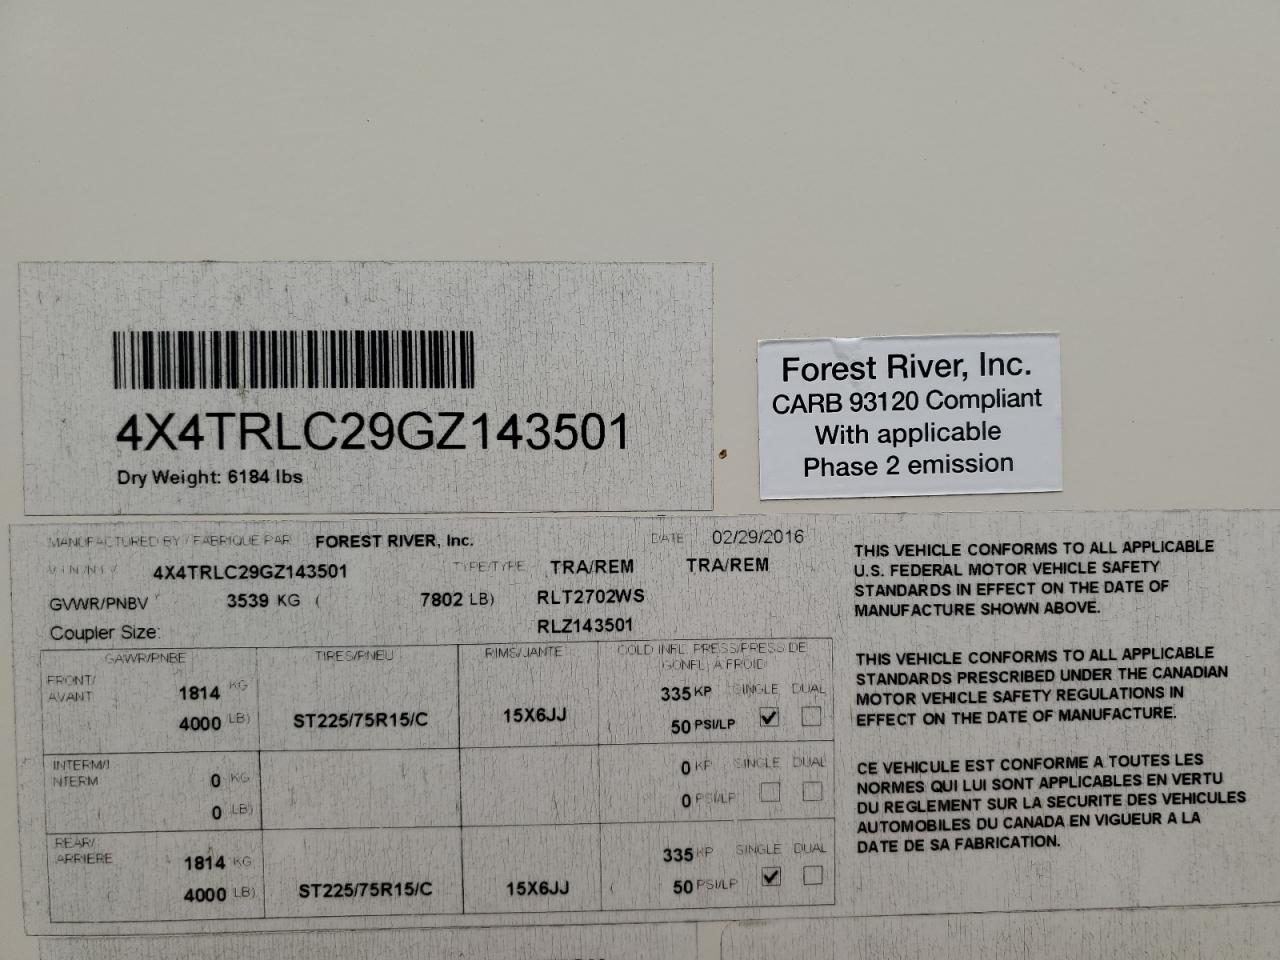 4X4TRLC29GZ143501
Dry Weight: 6184 lbs
Forest River, Inc.
CARB 93120 Compliant
With applicable
Phase 2 emission
MANUFACTURED BY / FABRIQUE PAR FOREST RIVER, Inc. DATE 02/29/2016
V.I.N./N.I.V. 4X4TRLC29GZ143501 TYPE/TYPE TRA/REM TRA/REM
GVWR/PNBV 3539 KG ( 7802 LB) RLT2702WS
Coupler Size: RLZ143501
GAWR/PNBE TIRES/PNEU RIMS/JANTE COLD INFL. PRESS/PRESS DE
GONFL. A FROID
FRONT/
AVANT 1814 KG 335 KP SINGLE DUAL
4000 LB) ST225/75R15/C 15X6JJ 50 PSI/LP
INTERM/I
NTERM 0 KG 0 KP SINGLE DUAL
0 LB) 0 PSI/LP
REAR/
ARRIERE 1814 KG 335 KP SINGLE DUAL
4000 LB) ST225/75R15/C 15X6JJ ( 50 PSI/LP
THIS VEHICLE CONFORMS TO ALL APPLICABLE
U.S. FEDERAL MOTOR VEHICLE SAFETY
STANDARDS IN EFFECT ON THE DATE OF
MANUFACTURE SHOWN ABOVE.
THIS VEHICLE CONFORMS TO ALL APPLICABLE
STANDARDS PRESCRIBED UNDER THE CANADIAN
MOTOR VEHICLE SAFETY REGULATIONS IN
EFFECT ON THE DATE OF MANUFACTURE.
CE VEHICULE EST CONFORME A TOUTES LES
NORMES QUI LUI SONT APPLICABLES EN VERTU
DU REGLEMENT SUR LA SECURITE DES VEHICULES
AUTOMOBILES DU CANADA EN VIGUEUR A LA
DATE DE SA FABRICATION.